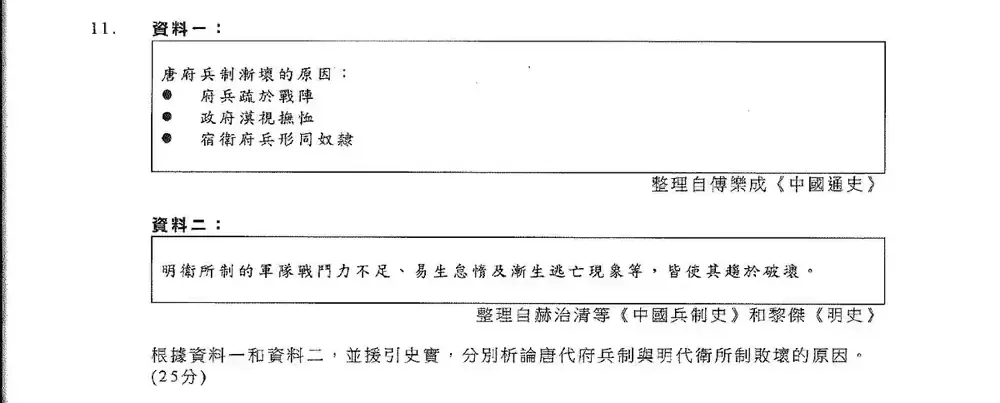 11. 資料一：
唐府兵制漸壞的原因：
● 府兵疏於戰陣
● 政府漠視撫恤
● 宿衛府兵形同奴隸
整理自傅樂成《中國通史》
資料二：
明衛所制的軍隊戰鬥力不足、易生怠惰及漸生逃亡現象等，皆使其趨於破壞。
整理自赫治清等《中國兵制史》和黎傑《明史》
根據資料一和資料二，並援引史實，分別析論唐代府兵制與明代衛所制敗壞的原因。
(25分)